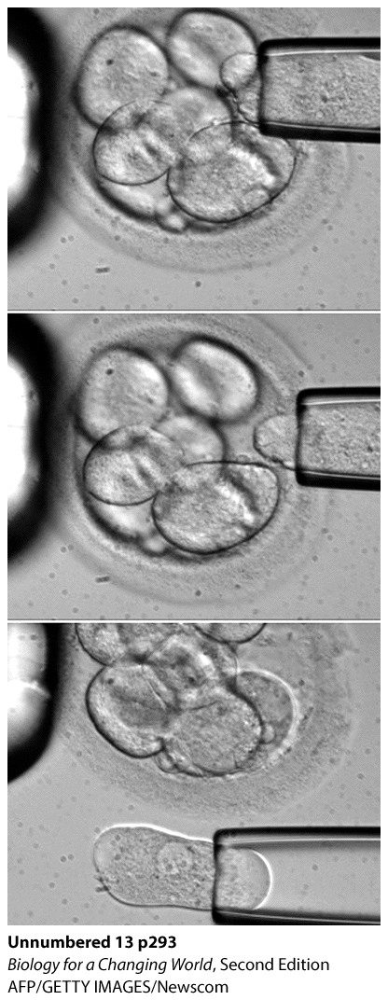 Unnumbered 13 p293
Biology for a Changing World, Second Edition
AFP/GETTY IMAGES/Newscom